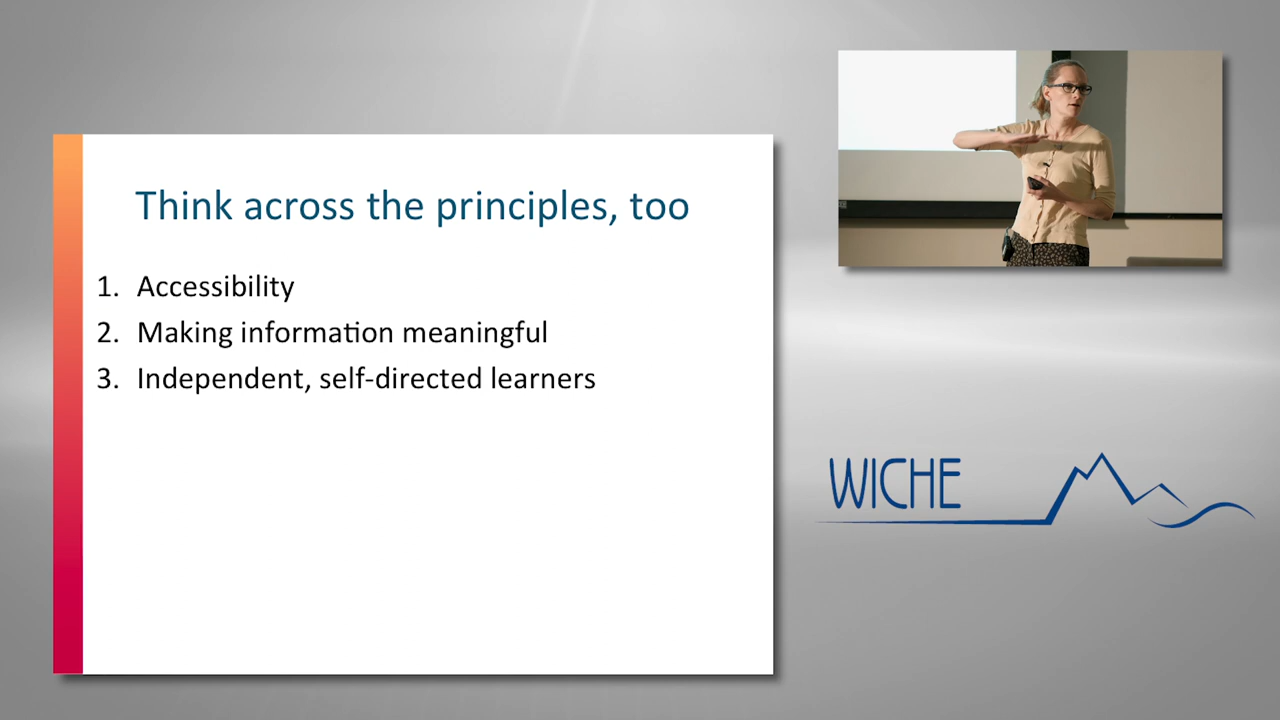 Think across the principles, too
1. Accessibility
2. Making information meaningful
3. Independent, self-directed learners
WICHE